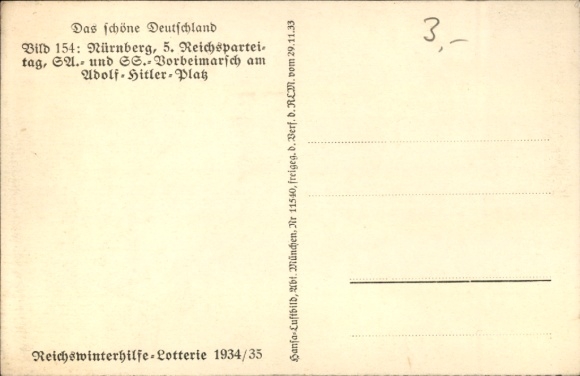 Das schöne Deutschland
Bild 154: Nürnberg, 5. Reichspartei-
tag, SA.- und SS.-Vorbeimarsch am
Adolf-Hitler-Platz
Reichswinterhilfe-Lotterie 1934/35
Hansa-Luftbild, Abt. München, Nr 11540, freigeg. d. Verf. d. RLM. vom 29.11.33
3,-